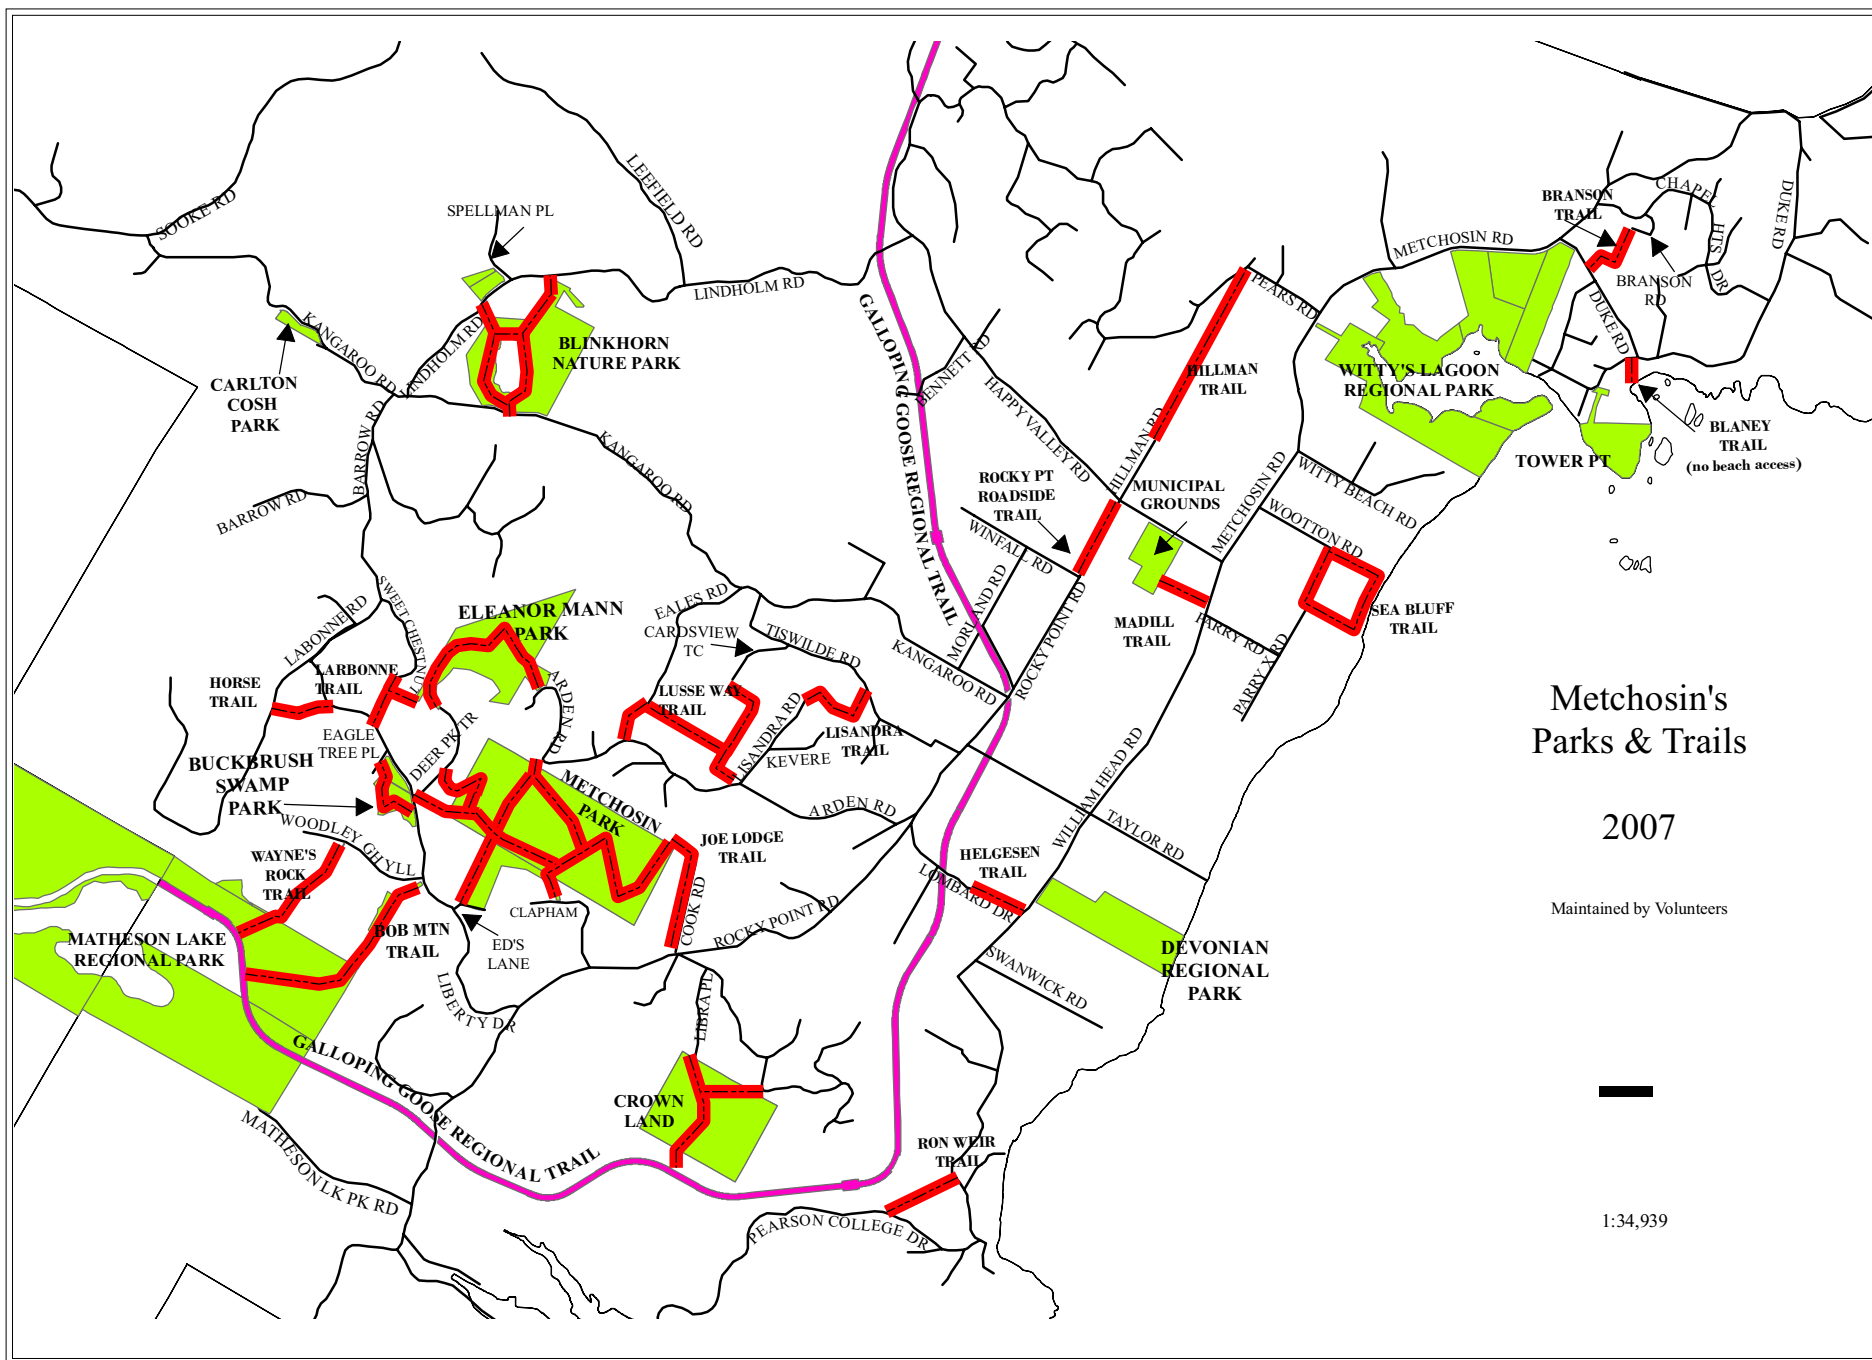 SOOKE RD
LEEFIELD RD
SPELLMAN PL
LINDHOLM RD
LINDHOLM RD
KANGAROO RD
CARLTON
COSH
PARK
BLINKHORN
NATURE PARK
BARROW RD
BARROW RD
KANGAROO RD
GALLOPING GOOSE REGIONAL TRAIL
BENNETT RD
HAPPY VALLEY RD
HILLMAN RD
HILLMAN
TRAIL
PEARS RD
METCHOSIN RD
BRANSON
TRAIL
CHAPEL
HTS
DR
DUKE RD
BRANSON
RD
DUKE RD
WITTY'S LAGOON
REGIONAL PARK
TOWER PT
BLANEY
TRAIL
(no beach access)
ROCKY PT
ROADSIDE
TRAIL
MUNICIPAL
GROUNDS
METCHOSIN RD
WITTY BEACH RD
WOOTTON RD
WINFALL RD
MORLAND RD
ROCKY POINT RD
MADILL
TRAIL
PARRY RD
PARRY X RD
SEA BLUFF
TRAIL
SWEET CHESTNUT
LABONNE RD
ELEANOR MANN
PARK
EALES RD
CARDSVIEW
TC
TISWILDE RD
KANGAROO RD
HORSE
TRAIL
LARBONNE
TRAIL
EAGLE
TREE PL
DEER PK TR
ARDEN RD
LUSSE WAY
TRAIL
LISANDRA RD
KEVERE
LISANDRA
TRAIL
BUCKBRUSH
SWAMP
PARK
METCHOSIN
PARK
ARDEN RD
WILLIAM HEAD RD
TAYLOR RD
WOODLEY GHYLL
WAYNE'S
ROCK
TRAIL
JOE LODGE
TRAIL
HELGESEN
TRAIL
LOMBARD DR
COOK RD
CLAPHAM
ED'S
LANE
ROCKY POINT RD
MATHESON LAKE
REGIONAL PARK
BOB MTN
TRAIL
LIBERTY DR
LIBRA PL
SWANWICK RD
DEVONIAN
REGIONAL
PARK
GALLOPING GOOSE REGIONAL TRAIL
CROWN
LAND
MATHESON LK PK RD
RON WEIR
TRAIL
PEARSON COLLEGE DR
Metchosin's
Parks & Trails
2007
Maintained by Volunteers
1:34,939